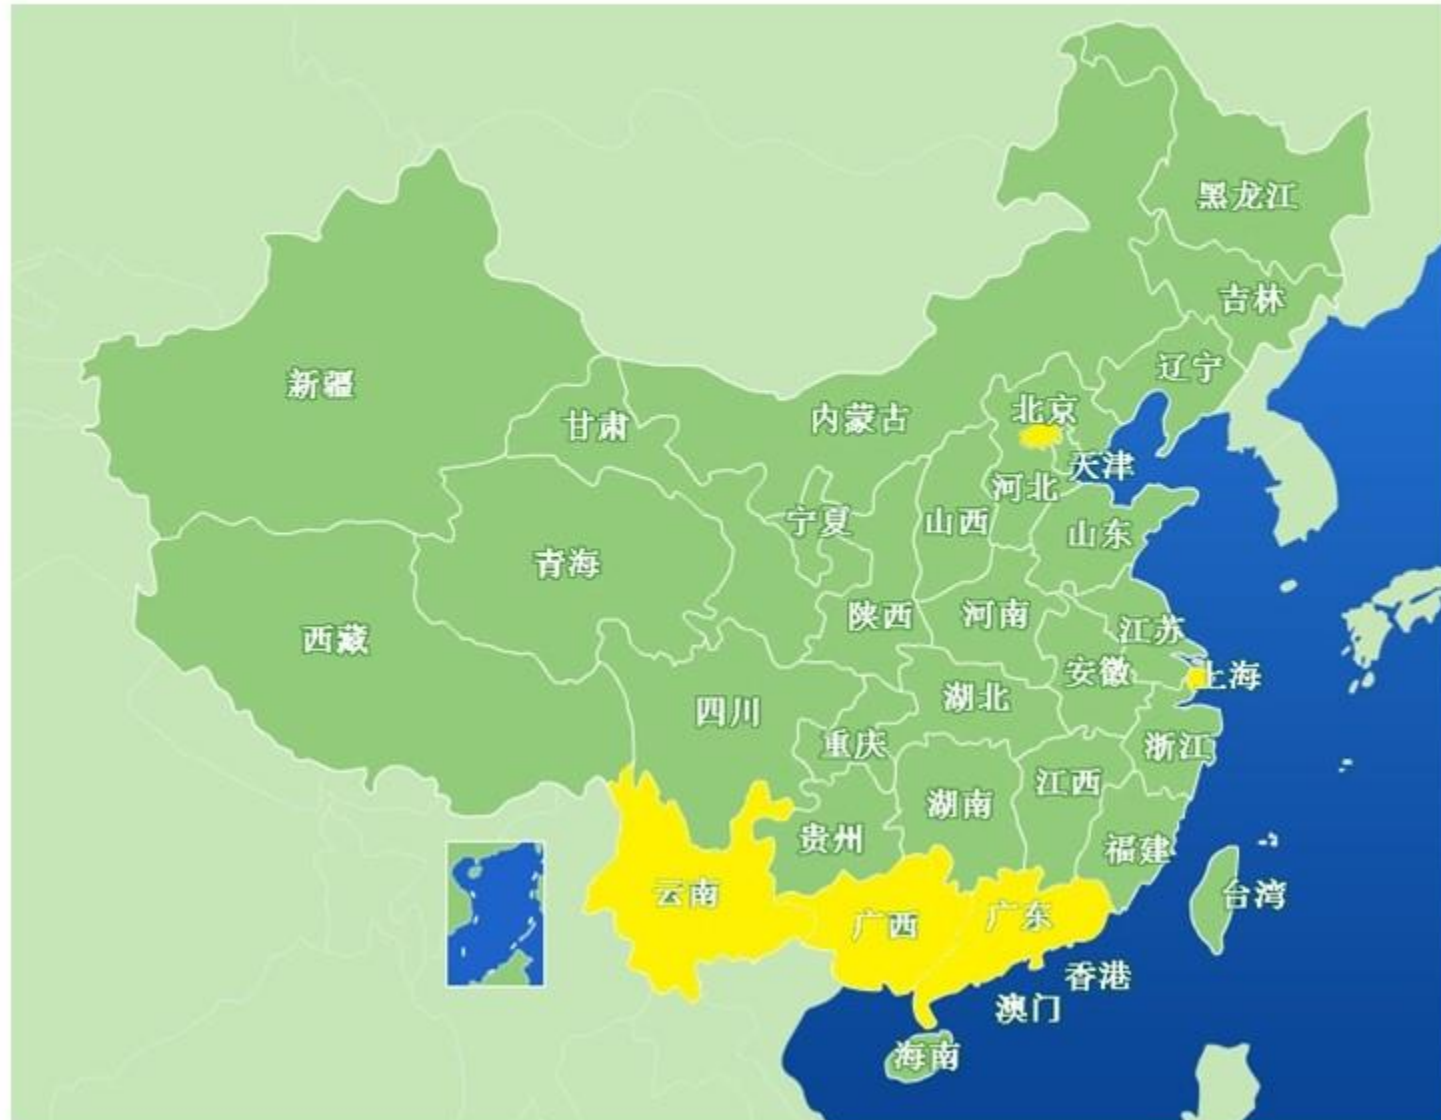 黑龙江
吉林
辽宁
新疆
内蒙古
北京
甘肃
天津
河北
宁夏
山西
山东
青海
陕西
河南
江苏
西藏
安徽
上海
湖北
四川
重庆
浙江
江西
湖南
贵州
福建
云南
台湾
广西
广东
香港
澳门
海南